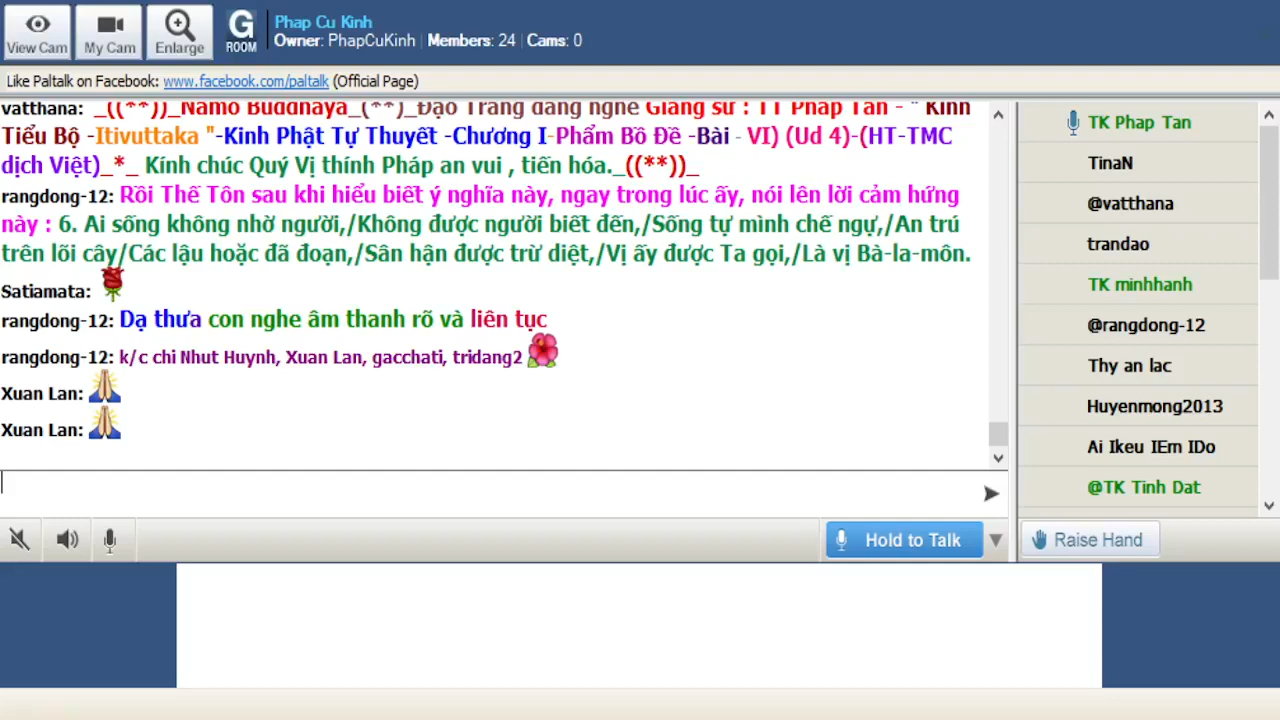 View Cam
My Cam
Enlarge
G
ROOM
Phap Cu Kinh
Owner: PhapCuKinh | Members: 24 | Cams: 0
Like Paltalk on Facebook: www.facebook.com/paltalk (Official Page)
vatthana: _((**))_Namo Buddhaya_(**)_Đạo Tràng đang nghe Giảng sư : TT Pháp Tân - " Kinh
Tiểu Bộ -Itivuttaka "-Kinh Phật Tự Thuyết -Chương I-Phẩm Bồ Đề -Bài - VI) (Ud 4)-(HT-TMC
dịch Việt)_*_ Kính chúc Quý Vị thính Pháp an vui , tiến hóa._((**))_
rangdong-12: Rồi Thế Tôn sau khi hiểu biết ý nghĩa này, ngay trong lúc ấy, nói lên lời cảm hứng
này : 6. Ai sống không nhờ người,/Không được người biết đến,/Sống tự mình chế ngự,/An trú
trên lõi cây/Các lậu hoặc đã đoạn,/Sân hận được trừ diệt,/Vị ấy được Ta gọi,/Là vị Bà-la-môn.
Satiamata:
rangdong-12: Dạ thưa con nghe âm thanh rõ và liên tục
rangdong-12: k/c chi Nhut Huynh, Xuan Lan, gacchati, tridang2
Xuan Lan:
Xuan Lan:
Hold to Talk
TK Phap Tan
TinaN
@vatthana
trandao
TK minhhanh
@rangdong-12
Thy an lac
Huyenmong2013
Ai Ikeu IEm IDo
@TK Tinh Dat
Raise Hand